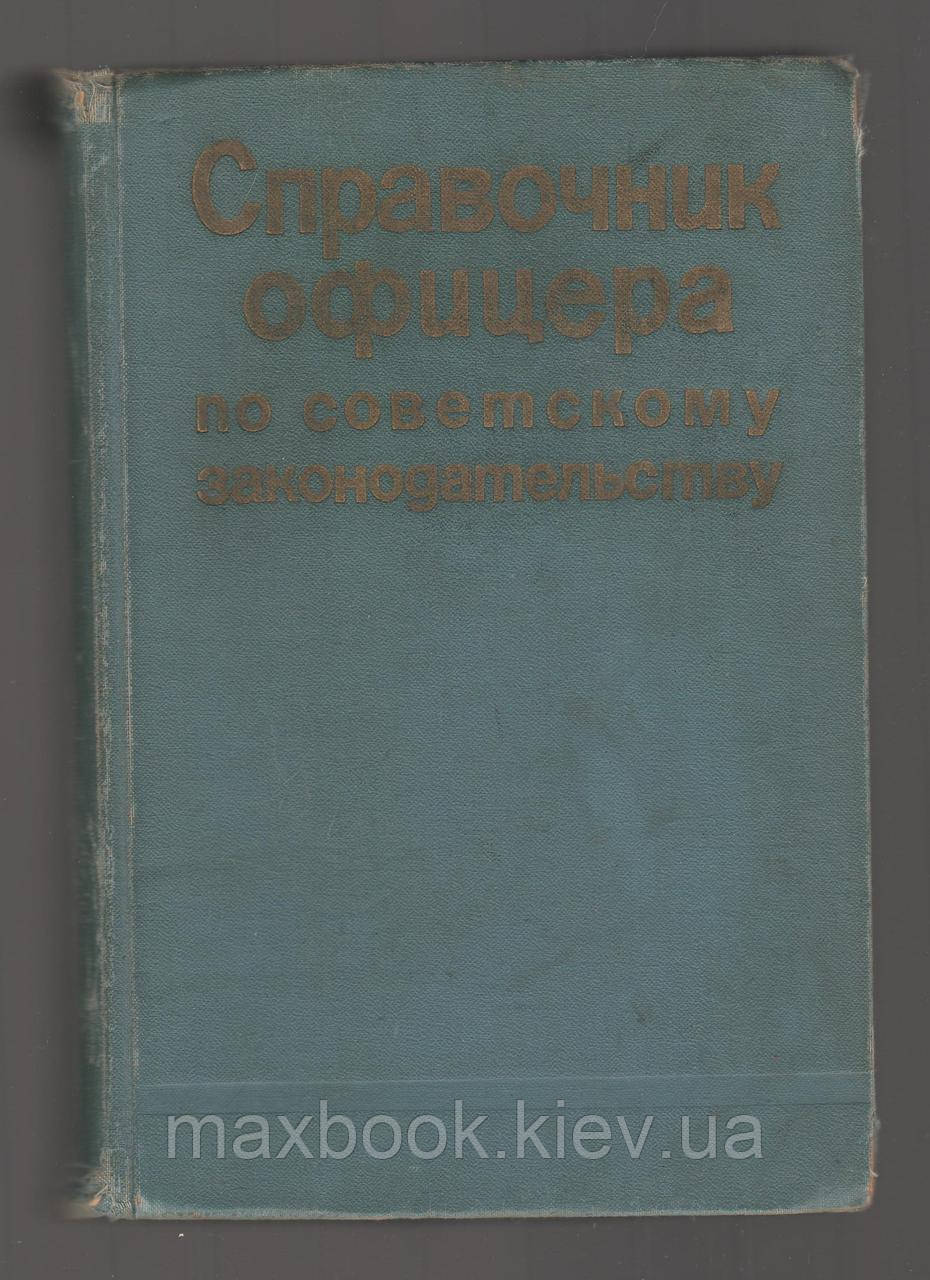 Справочник
офицера
по советскому
законодательству
maxbook.kiev.ua